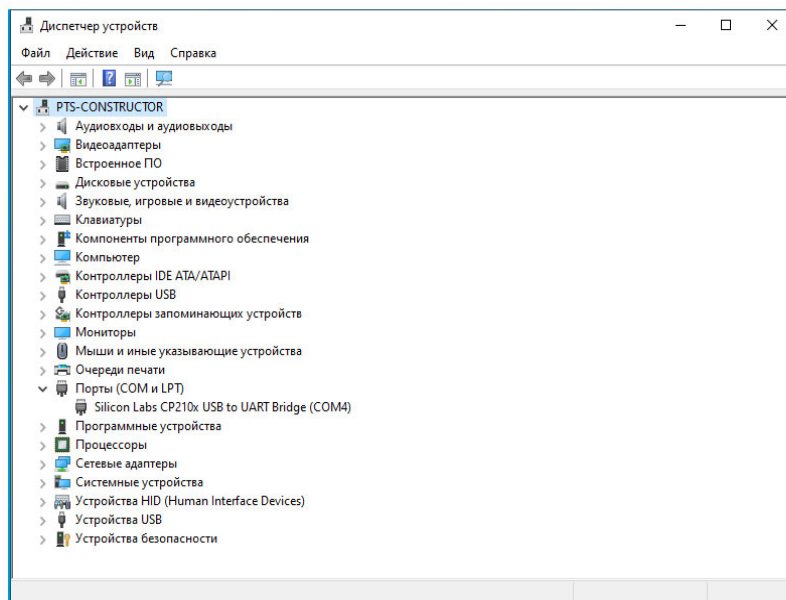 Диспетчер устройств
Файл Действие Вид Справка
PTS-CONSTRUCTOR
Аудиовходы и аудиовыходы
Видеоадаптеры
Встроенное ПО
Дисковые устройства
Звуковые, игровые и видеоустройства
Клавиатуры
Компоненты программного обеспечения
Компьютер
Контроллеры IDE ATA/ATAPI
Контроллеры USB
Контроллеры запоминающих устройств
Мониторы
Мыши и иные указывающие устройства
Очереди печати
Порты (COM и LPT)
Silicon Labs CP210x USB to UART Bridge (COM4)
Программные устройства
Процессоры
Сетевые адаптеры
Системные устройства
Устройства HID (Human Interface Devices)
Устройства USB
Устройства безопасности